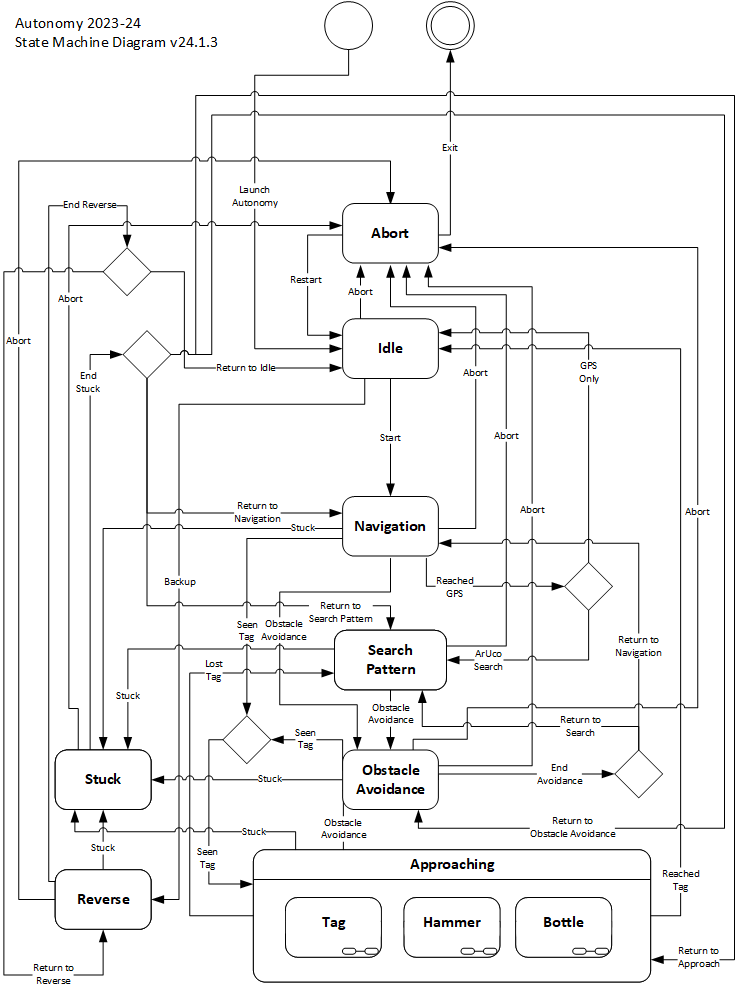 Autonomy 2023-24
State Machine Diagram v24.1.3
Exit
Launch
Autonomy
End Reverse
Abort
Restart
Abort
Abort
Abort
Idle
End
Stuck
Return to Idle
GPS
Only
Abort
Start
Abort
Return to
Navigation
Abort
Abort
Stuck
Navigation
Backup
Reached
GPS
Return to
Search Pattern
Seen
Tag
Obstacle
Avoidance
Return to
Navigation
Search
Pattern
ArUco
Search
Lost
Tag
Stuck
Obstacle
Avoidance
Return to
Search
Seen
Tag
Stuck
Stuck
Obstacle
Avoidance
End
Avoidance
Obstacle
Avoidance
Return to
Obstacle Avoidance
Stuck
Stuck
Seen
Tag
Approaching
Reached
Tag
Reverse
Tag
Hammer
Bottle
Return to
Reverse
Return to
Approach